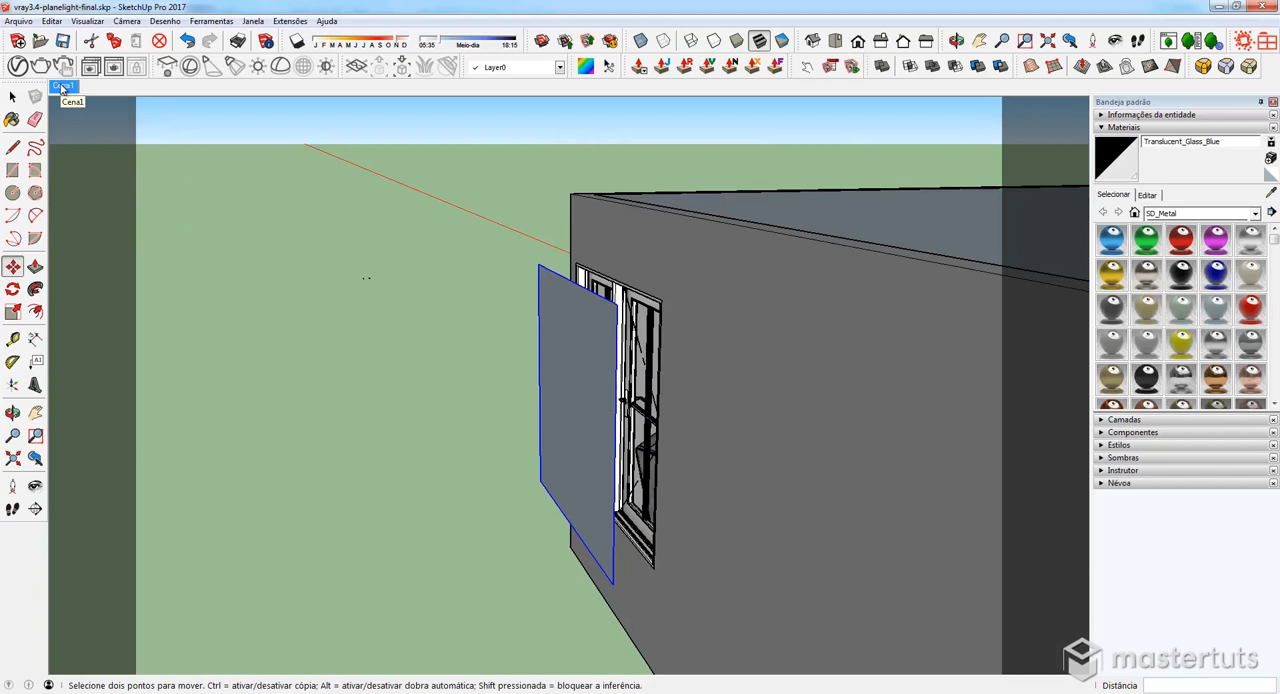 vray3.4-planelight-final.skp - SketchUp Pro 2017
Arquivo Editar Visualizar Câmera Desenho Ferramentas Janela Extensões Ajuda
J F M A M J J A S O N D
05:35 Meio-dia 18:15
Layer0
J R V N X F
Cena1
Cena1
Bandeja padrão
Informações da entidade
Materiais
Translucent_Glass_Blue
Selecionar Editar
SD_Metal
Camadas
Componentes
Estilos
Sombras
Instrutor
Névoa
mastertuts
Selecione dois pontos para mover. Ctrl = ativar/desativar cópia; Alt = ativar/desativar dobra automática; Shift pressionada = bloquear a inferência.
Distância